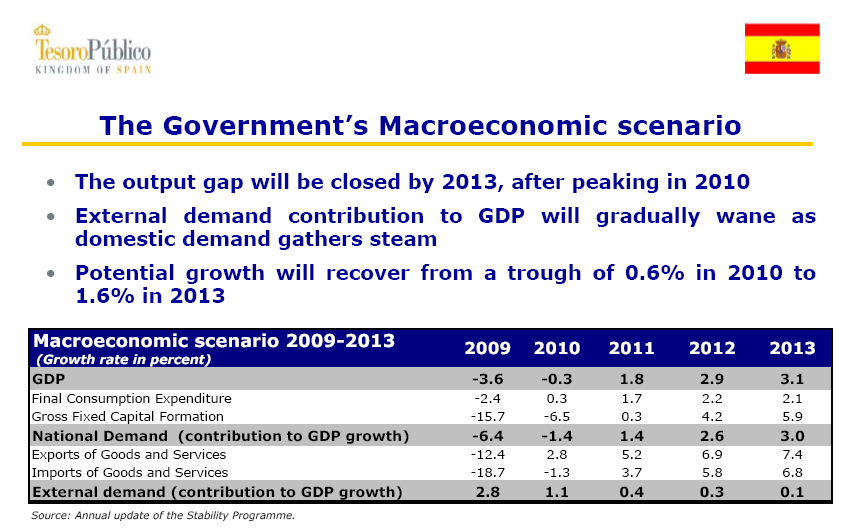 TesoroPúblico
KINGDOM OF SPAIN
The Government’s Macroeconomic scenario
• The output gap will be closed by 2013, after peaking in 2010
• External demand contribution to GDP will gradually wane as
domestic demand gathers steam
• Potential growth will recover from a trough of 0.6% in 2010 to
1.6% in 2013
Macroeconomic scenario 2009-2013
(Growth rate in percent) 2009 2010 2011 2012 2013
GDP -3.6 -0.3 1.8 2.9 3.1
Final Consumption Expenditure -2.4 0.3 1.7 2.2 2.1
Gross Fixed Capital Formation -15.7 -6.5 0.3 4.2 5.9
National Demand (contribution to GDP growth) -6.4 -1.4 1.4 2.6 3.0
Exports of Goods and Services -12.4 2.8 5.2 6.9 7.4
Imports of Goods and Services -18.7 -1.3 3.7 5.8 6.8
External demand (contribution to GDP growth) 2.8 1.1 0.4 0.3 0.1
Source: Annual update of the Stability Programme.